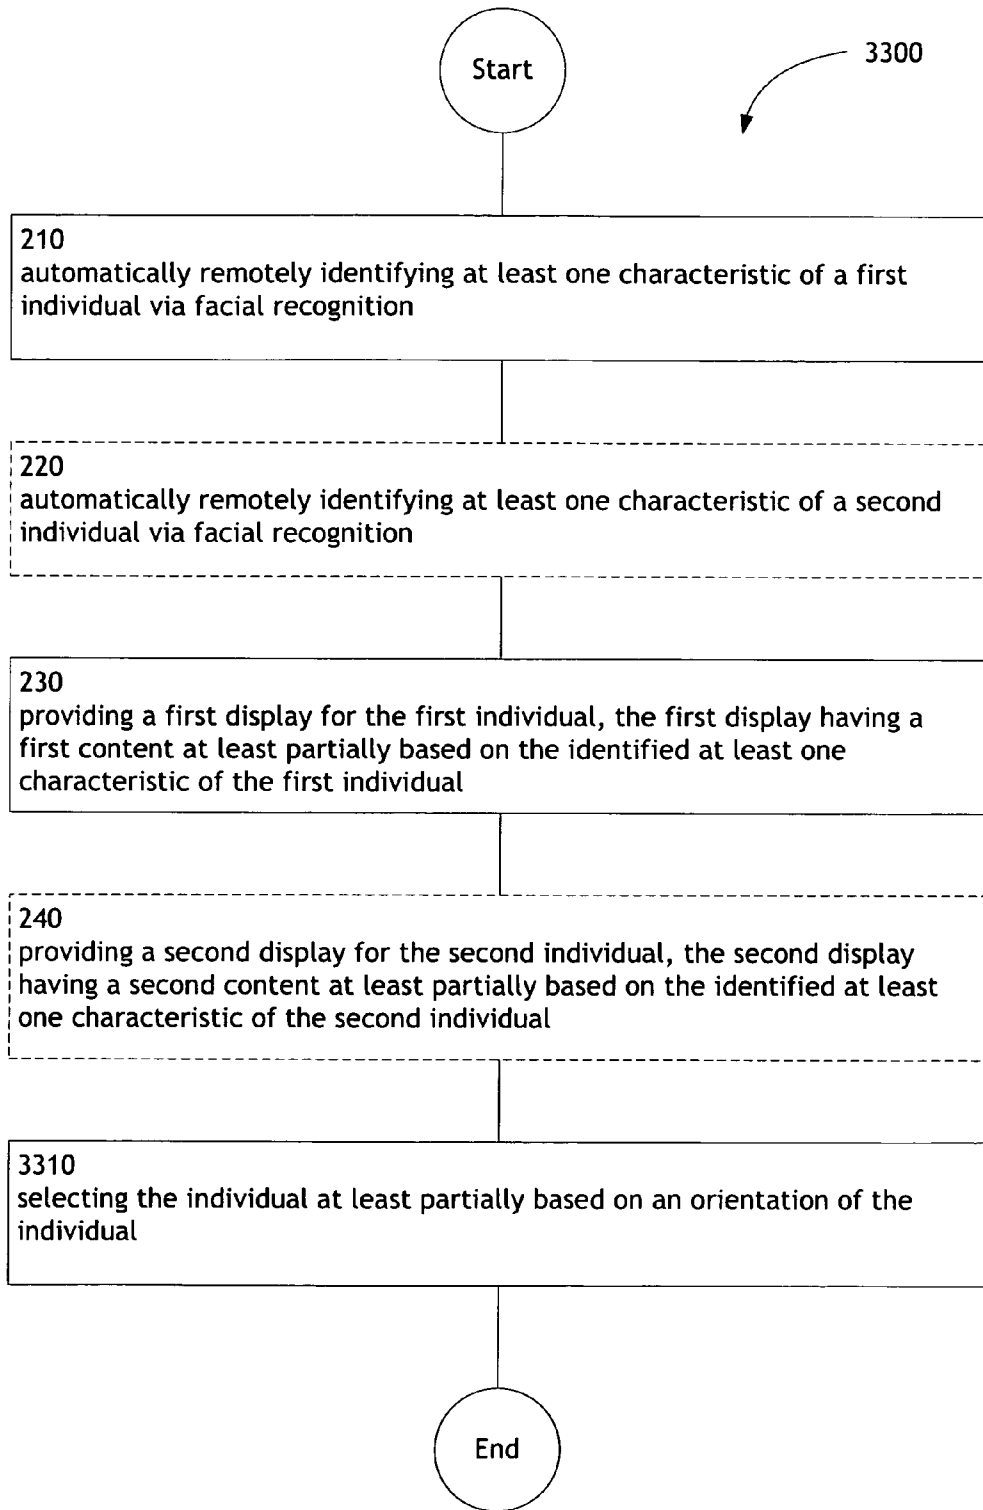 Start
3300
210
automatically remotely identifying at least one characteristic of a first
individual via facial recognition
220
automatically remotely identifying at least one characteristic of a second
individual via facial recognition
230
providing a first display for the first individual, the first display having a
first content at least partially based on the identified at least one
characteristic of the first individual
240
providing a second display for the second individual, the second display
having a second content at least partially based on the identified at least
one characteristic of the second individual
3310
selecting the individual at least partially based on an orientation of the
individual
End